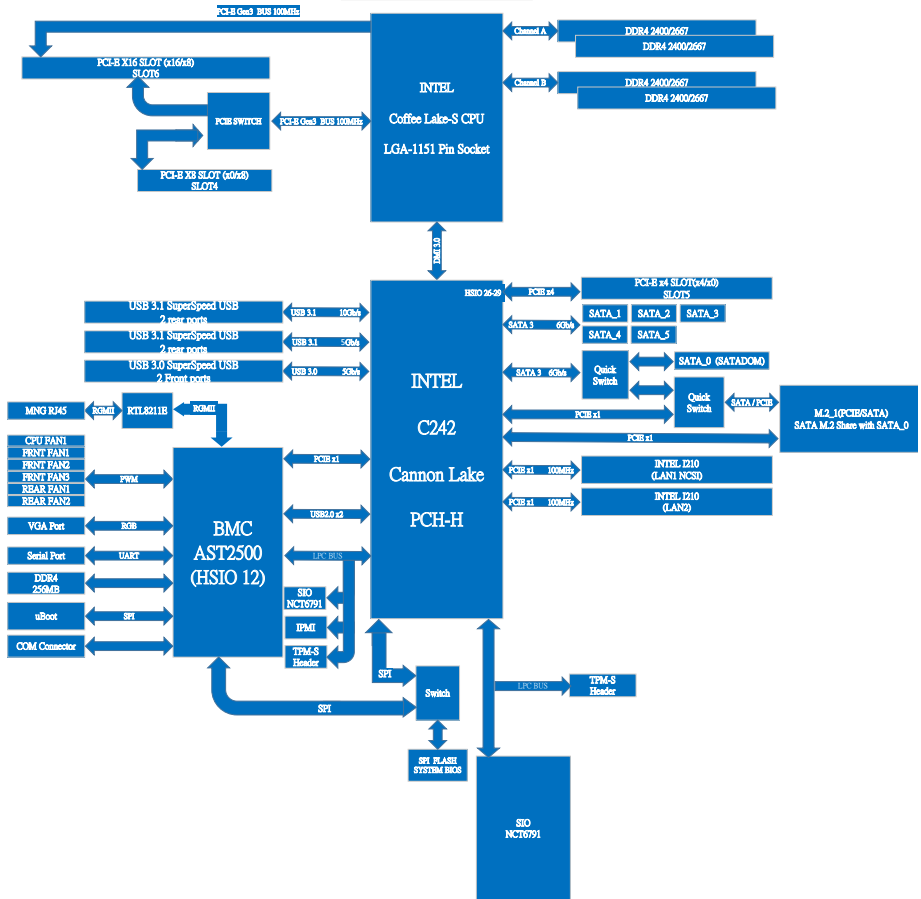 PCI-E Gen3 BUS 100MHz
PCI-E X16 SLOT (x16/x8)
SLOT6
PCIE SWITCH
PCI-E Gen3 BUS 100MHz
PCI-E X8 SLOT (x0/x8)
SLOT4
INTEL
Coffee Lake-S CPU
LGA-1151 Pin Socket
Channel A
DDR4 2400/2667
DDR4 2400/2667
Channel B
DDR4 2400/2667
DDR4 2400/2667
DMI 3.0
HSIO 26-29
PCIE x4
PCI-E x4 SLOT(x4/x0)
SLOT5
USB 3.1 SuperSpeed USB
2 rear ports
USB 3.1 10Gb/s
USB 3.1 SuperSpeed USB
2 rear ports
USB 3.1 5Gb/s
USB 3.0 SuperSpeed USB
2 Front ports
USB 3.0 5Gb/s
SATA 3 6Gb/s
SATA_1
SATA_2
SATA_3
SATA_4
SATA_5
SATA 3 6Gb/s
Quick
Switch
SATA_0 (SATADOM)
Quick
Switch
SATA / PCIE
M.2_1(PCIE/SATA)
SATA M.2 Share with SATA_0
PCIE x1
PCIE x1
INTEL
C242
Cannon Lake
PCH-H
MNG RJ45
RGMII
RTL8211E
RGMII
CPU FAN1
FRNT FAN1
FRNT FAN2
FRNT FAN3
REAR FAN1
REAR FAN2
PWM
VGA Port
RGB
Serial Port
UART
DDR4
256MB
uBoot
SPI
COM Connector
BMC
AST2500
(HSIO 12)
PCIE x1
USB2.0 x2
LPC BUS
PCIE x1 100MHz
INTEL I210
(LAN1 NCSI)
PCIE x1 100MHz
INTEL I210
(LAN2)
SIO
NCT6791
IPMI
TPM-S
Header
SPI
Switch
SPI
SPI FLASH
SYSTEM BIOS
LPC BUS
TPM-S
Header
SIO
NCT6791